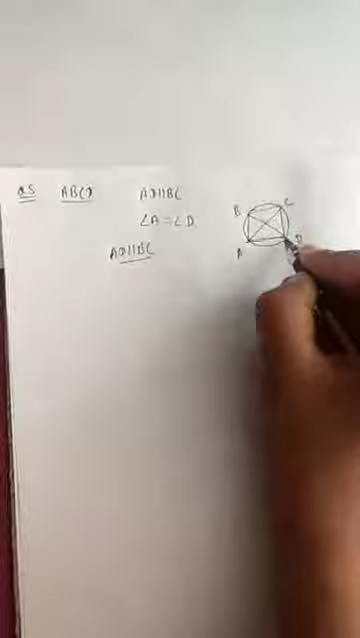 Q5 ABCD AD||BC
∠A = ∠D
AD||BC
B C
A D